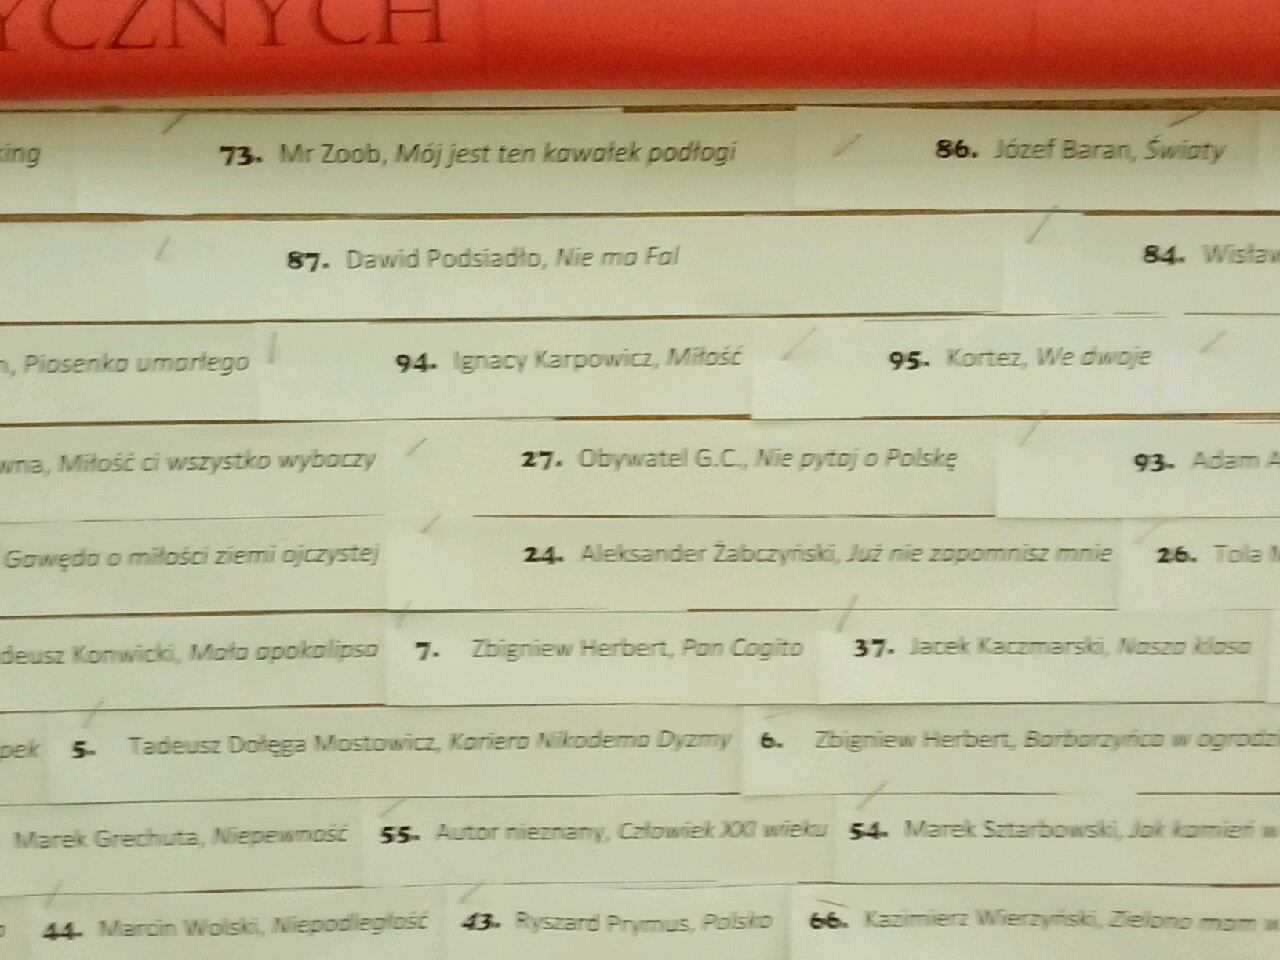 YCZNYCH
king 73. Mr Zoob, Mój jest ten kawałek podłogi 86. Józef Baran, Światy
87. Dawid Podsiadło, Nie ma Fal 84. Wisław
n, Piosenka umarłego 94. Ignacy Karpowicz, Miłość 95. Kortez, We dwoje
wna, Miłość ci wszystko wybaczy 27. Obywatel G.C., Nie pytaj o Polskę 93. Adam A
Gawęda o miłości ziemi ojczystej 24. Aleksander Żabczyński, Już nie zapomnisz mnie 26. Tola M
deusz Konwicki, Mała apokalipsa 7. Zbigniew Herbert, Pan Cogito 37. Jacek Kaczmarski, Nasza klasa
pek 5. Tadeusz Dołęga Mostowicz, Kariera Nikodema Dyzmy 6. Zbigniew Herbert, Barbarzyńca w ogrodzi
Marek Grechuta, Niepewność 55. Autor nieznany, Człowiek XXI wieku 54. Marek Sztarbowski, Jak kamień w
44. Marcin Wolski, Niepodległość 43. Ryszard Prymus, Polsko 66. Kazimierz Wierzyński, Zielono mam w